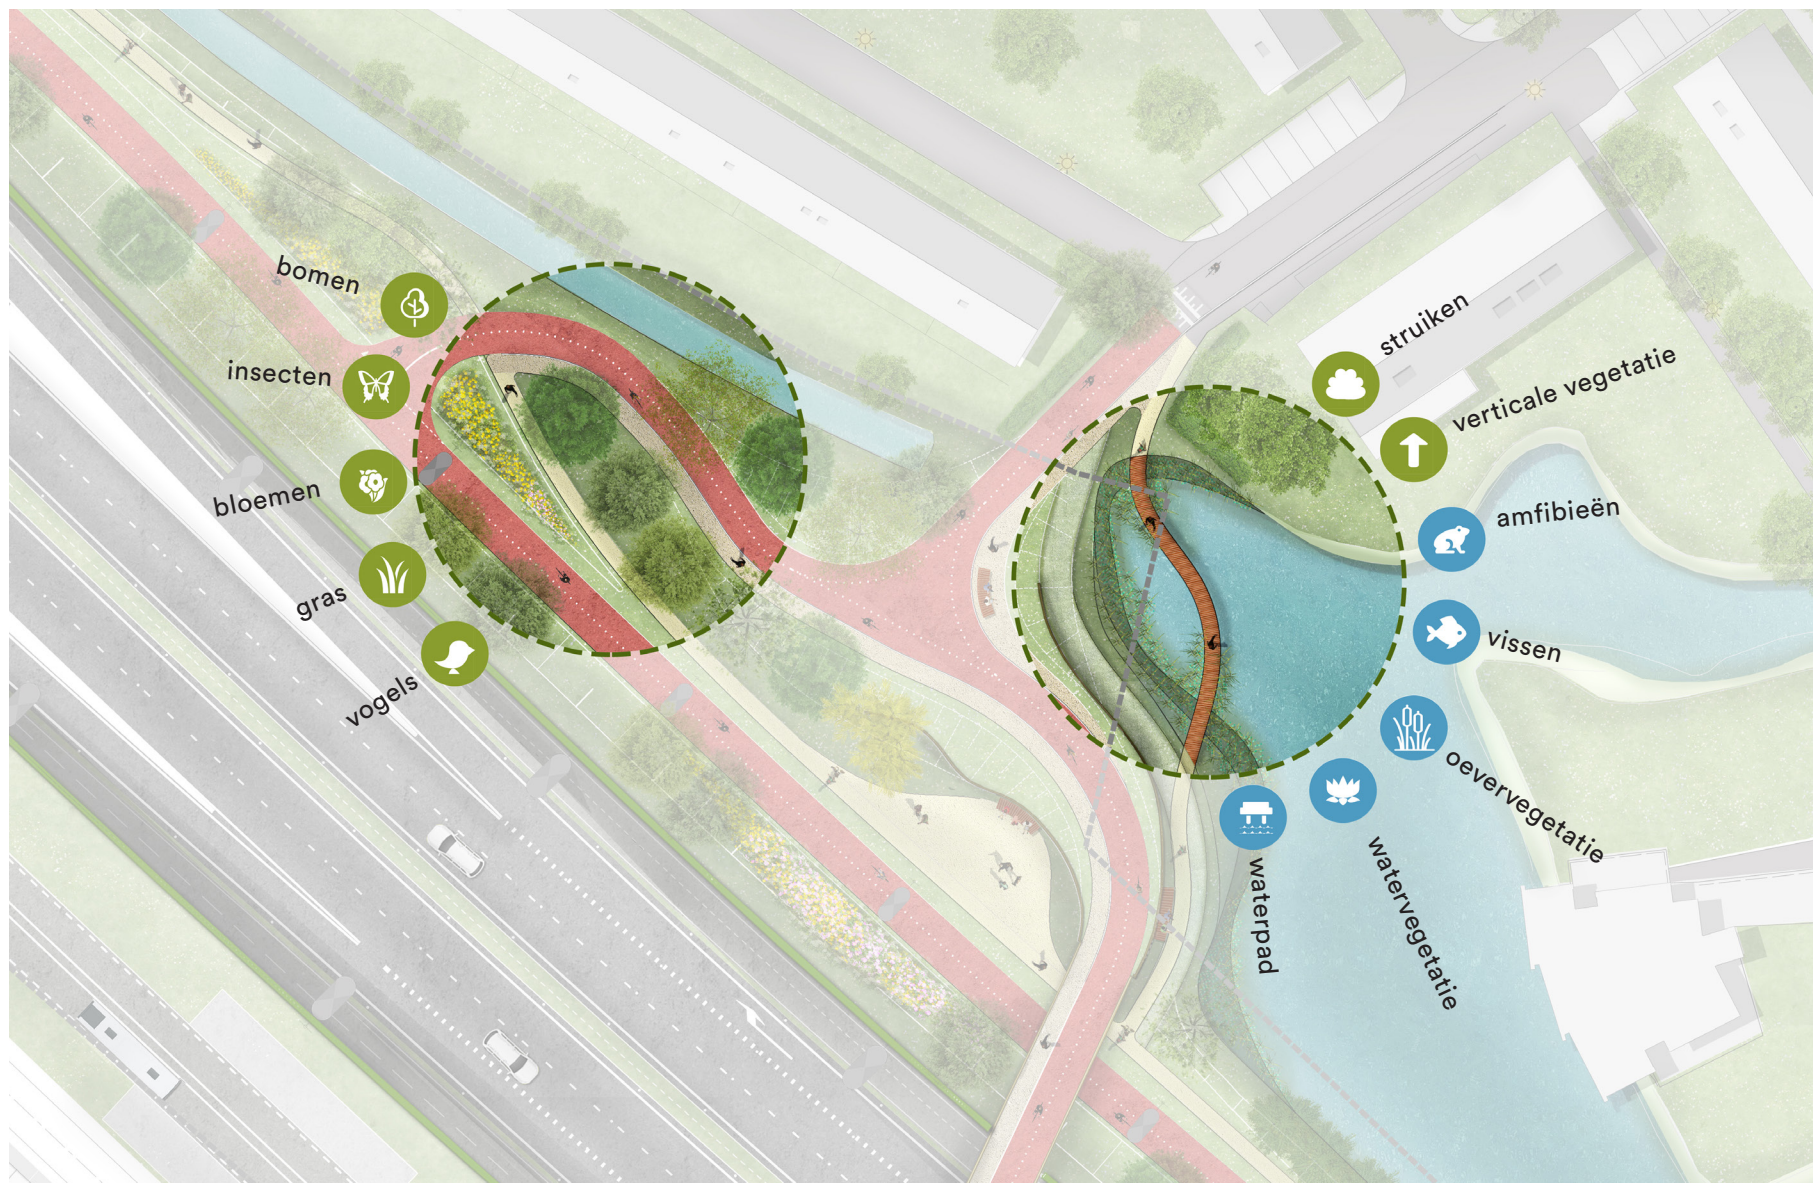 bomen
insecten
bloemen
gras
vogels
struiken
verticale vegetatie
amfibieën
vissen
oevervegetatie
watervegetatie
waterpad